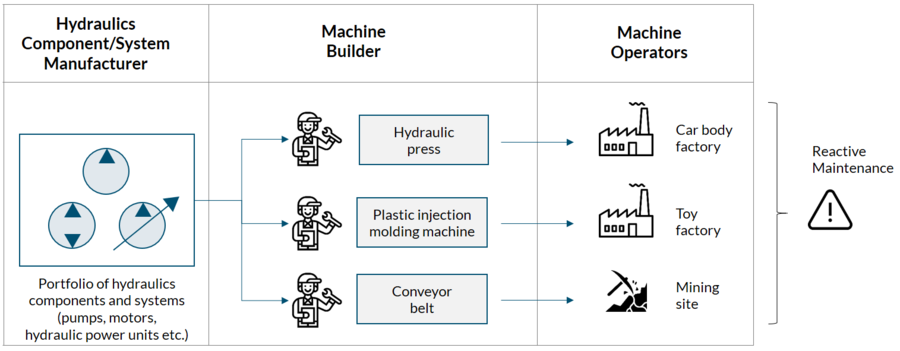 Hydraulics
Component/System
Manufacturer
Machine
Builder
Machine
Operators
Hydraulic
press
Car body
factory
Plastic injection
molding machine
Toy
factory
Conveyor
belt
Mining
site
Portfolio of hydraulics
components and systems
(pumps, motors,
hydraulic power units etc.)
Reactive
Maintenance